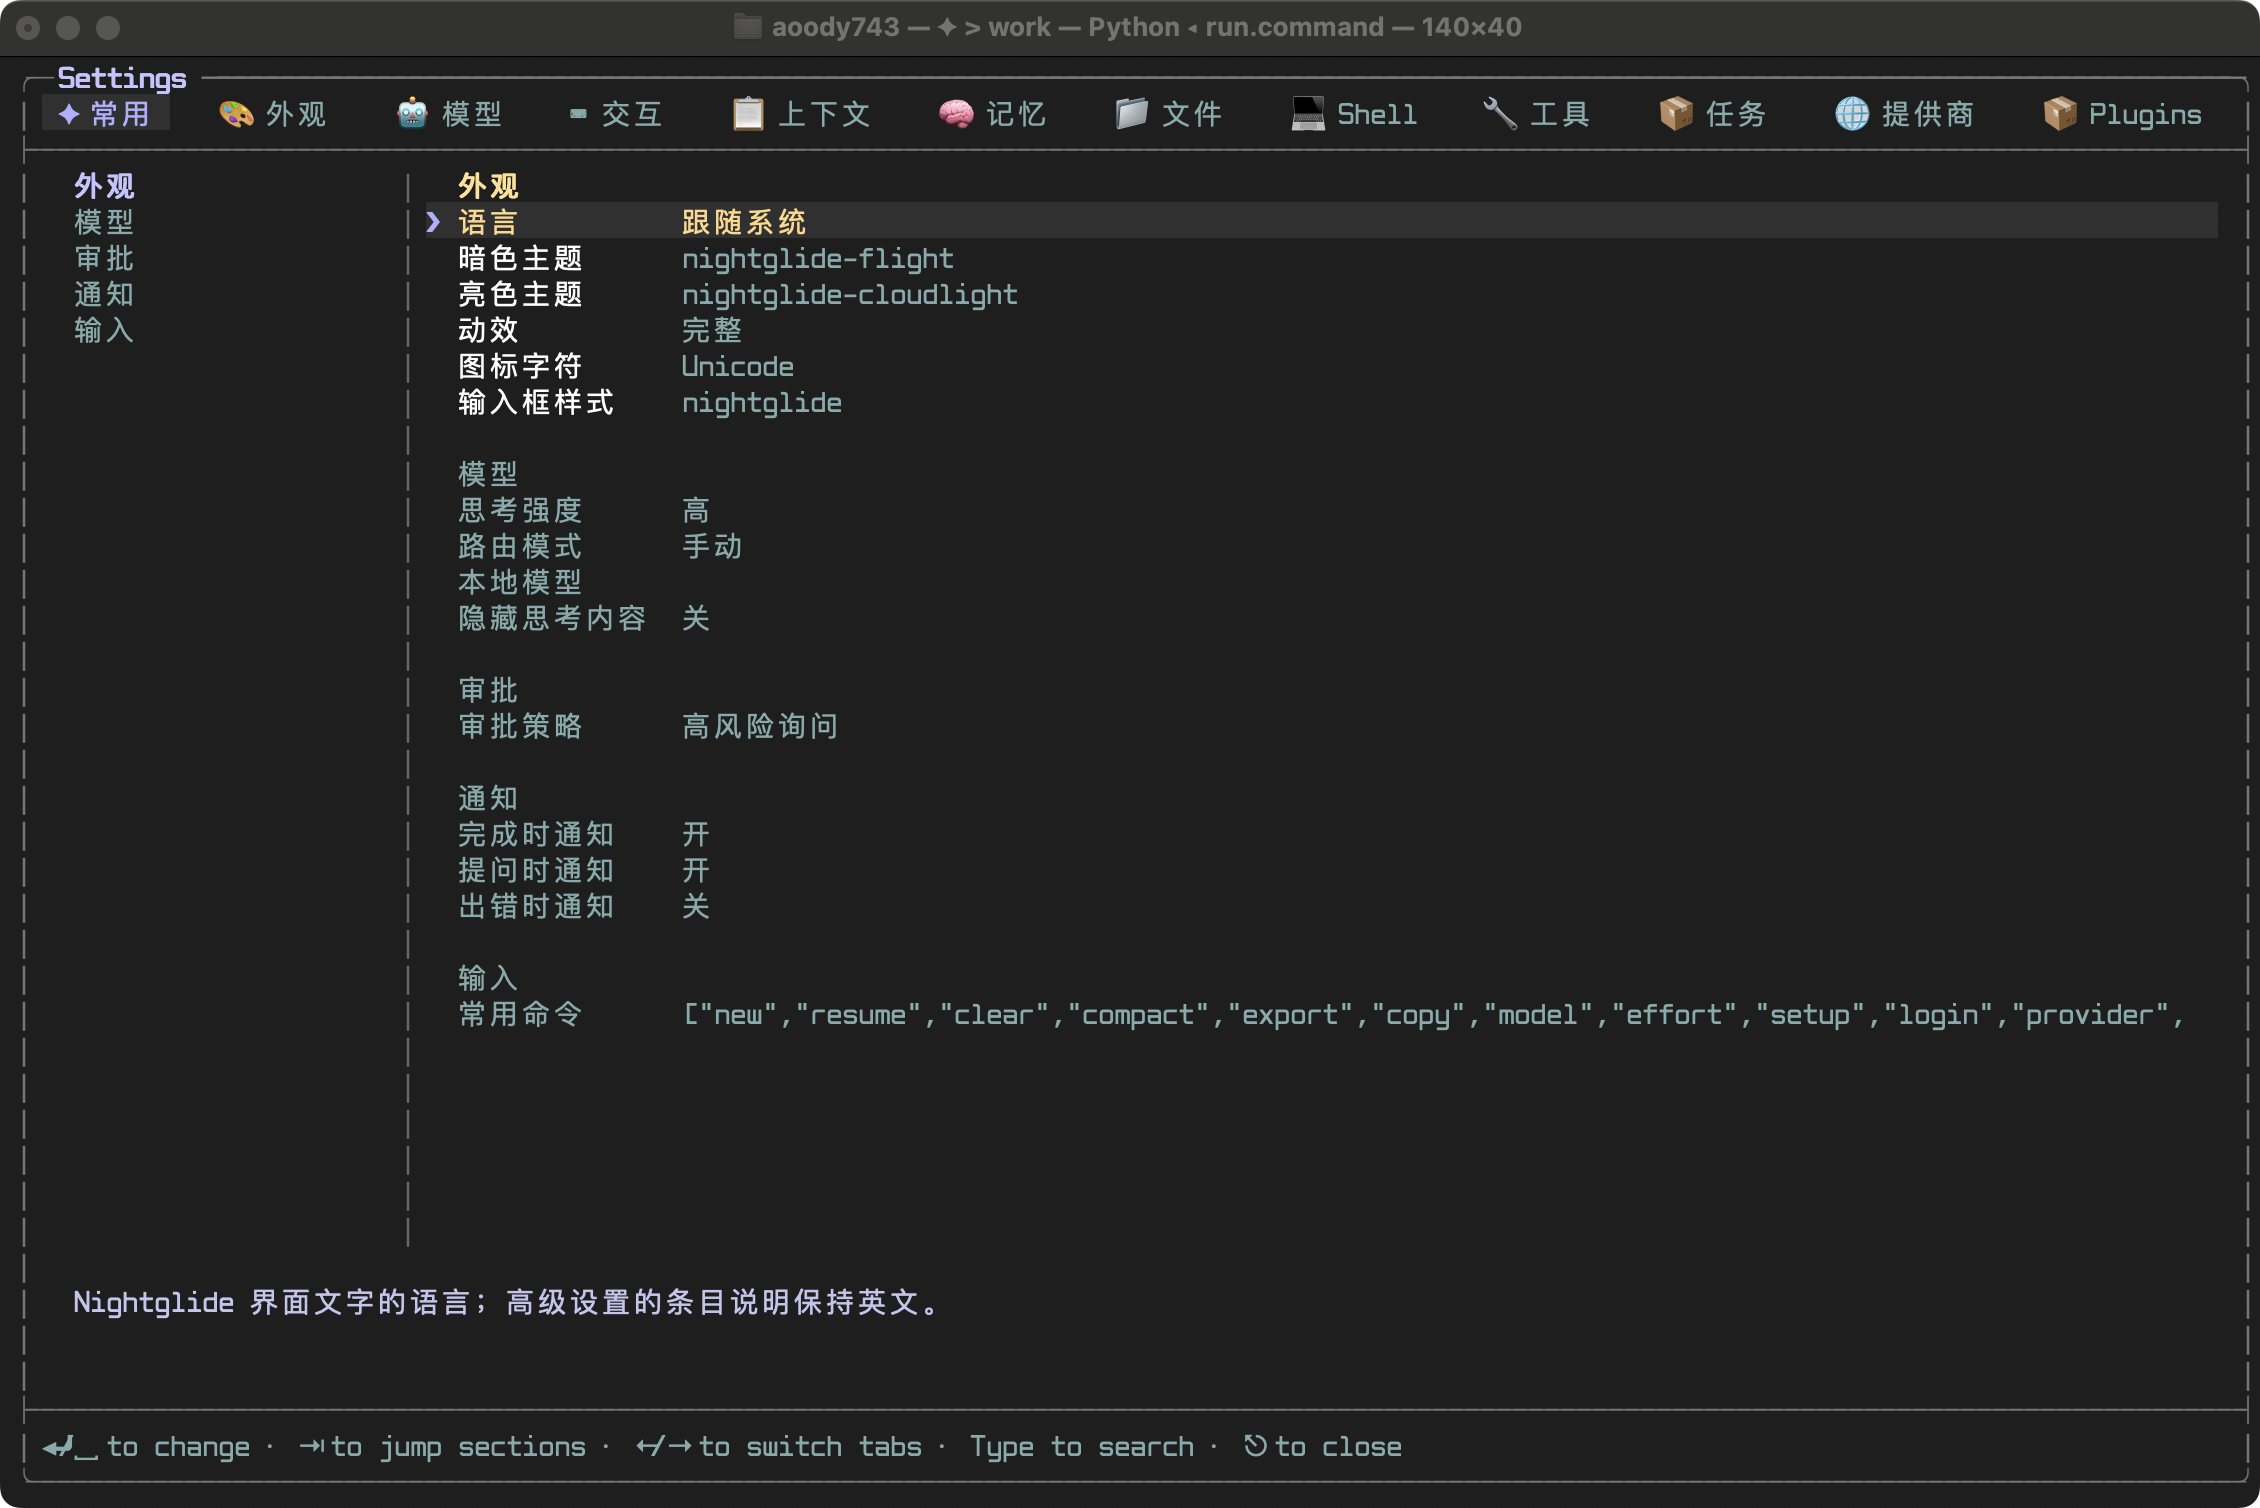 aoody743 — ✦ > work — Python ◂ run.command — 140×40
Settings
✦ 常用 外观 模型 交互 上下文 记忆 文件 Shell 工具 任务 提供商 Plugins
外观
模型
审批
通知
输入
外观
❯ 语言 跟随系统
暗色主题 nightglide-flight
亮色主题 nightglide-cloudlight
动效 完整
图标字符 Unicode
输入框样式 nightglide
模型
思考强度 高
路由模式 手动
本地模型
隐藏思考内容 关
审批
审批策略 高风险询问
通知
完成时通知 开
提问时通知 开
出错时通知 关
输入
常用命令 ["new","resume","clear","compact","export","copy","model","effort","setup","login","provider",
Nightglide 界面文字的语言；高级设置的条目说明保持英文。
to change · ⇥ to jump sections · ←/→ to switch tabs · Type to search · ⎋ to close